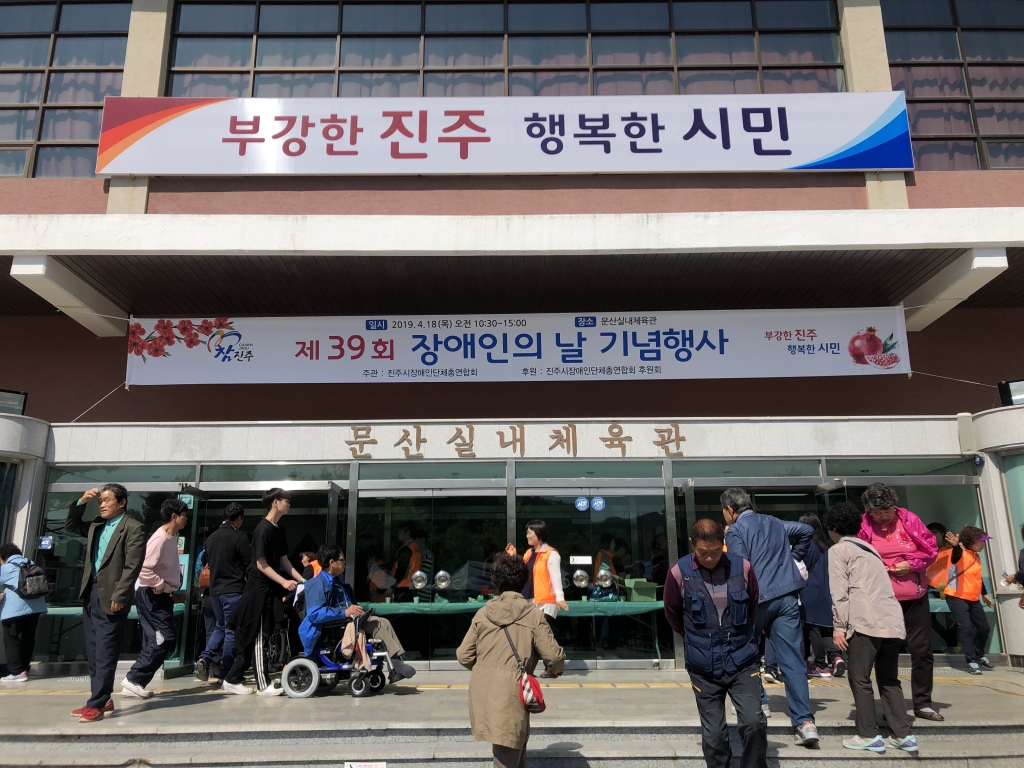 부강한 진주 행복한 시민
일시 2019. 4.18(목) 오전 10:30~15:00 장소 문산실내체육관
참진주
제 39회 장애인의 날 기념행사
부강한 진주
행복한 시민
주관 : 진주시장애인단체총연합회 후원 : 진주시장애인단체총연합회 후원회
문산실내체육관
ADT ADT